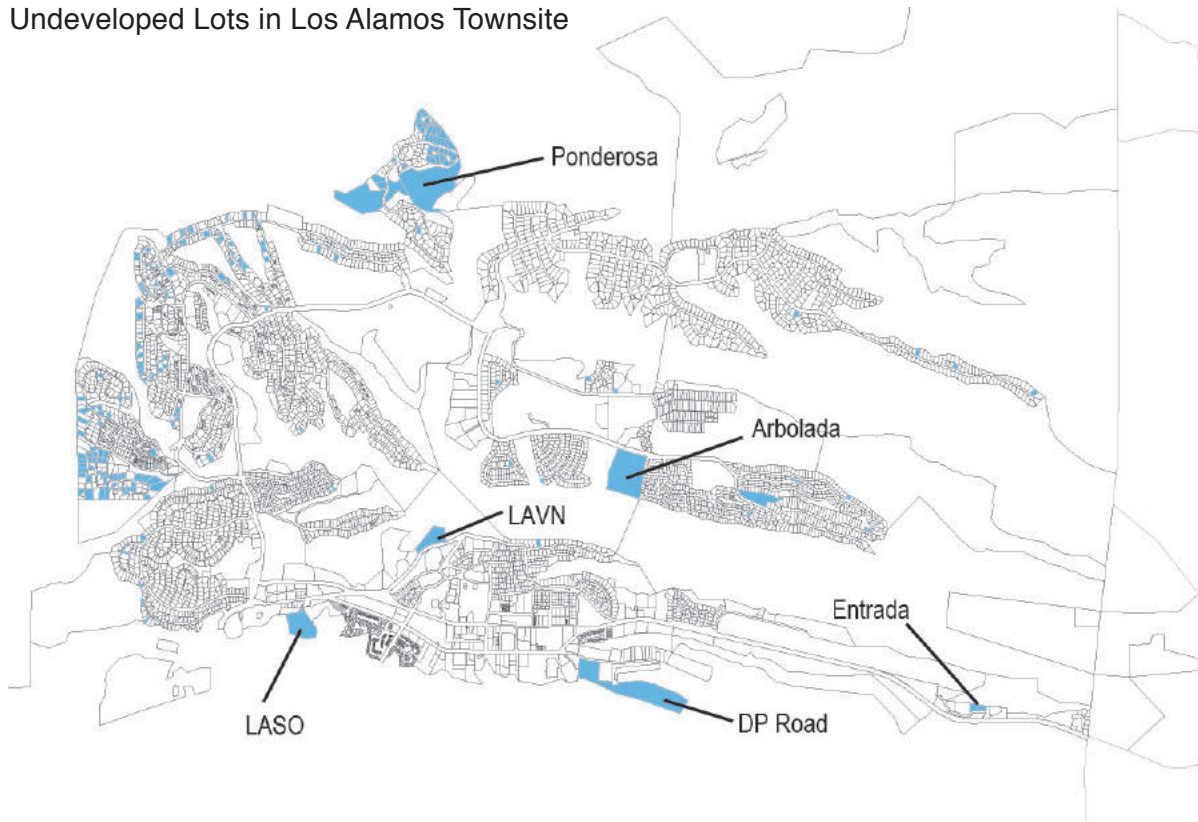 Undeveloped Lots in Los Alamos Townsite
Ponderosa
Arbolada
LAVN
Entrada
LASO
DP Road